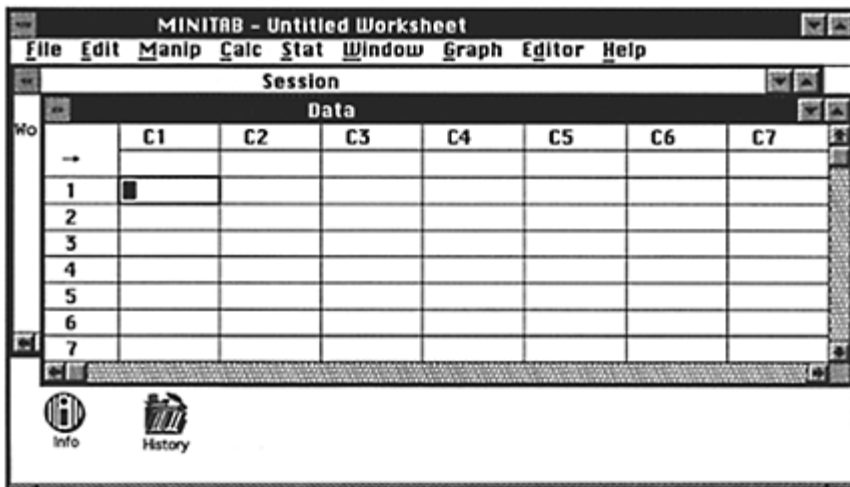 MINITAB - Untitled Worksheet
File Edit Manip Calc Stat Window Graph Editor Help
Session
Data
Wo
C1 C2 C3 C4 C5 C6 C7
→
1
2
3
4
5
6
7
Info
History